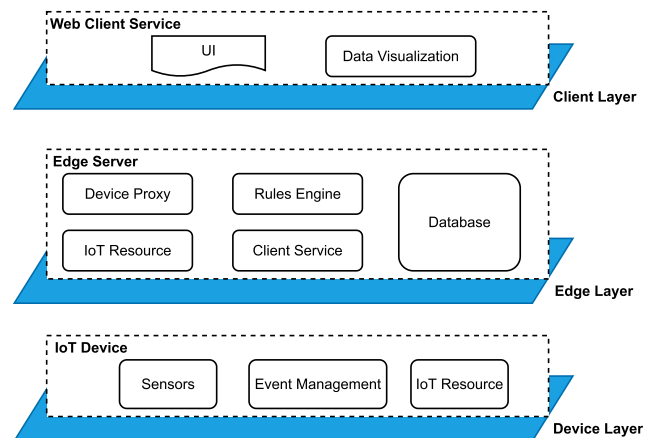 Web Client Service
UI
Data Visualization
Client Layer
Edge Server
Device Proxy
Rules Engine
Database
IoT Resource
Client Service
Edge Layer
IoT Device
Sensors
Event Management
IoT Resource
Device Layer